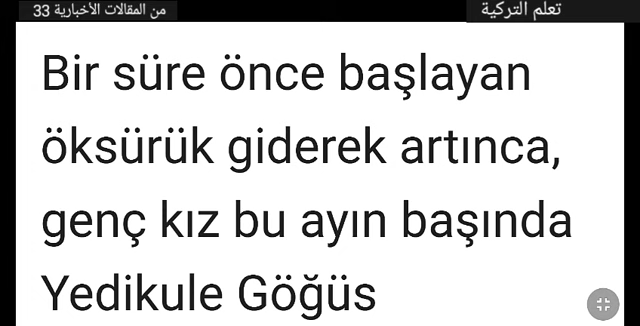 تعلم التركية
من المقالات الأخبارية 33
Bir süre önce başlayan
öksürük giderek artınca,
genç kız bu ayın başında
Yedikule Göğüs